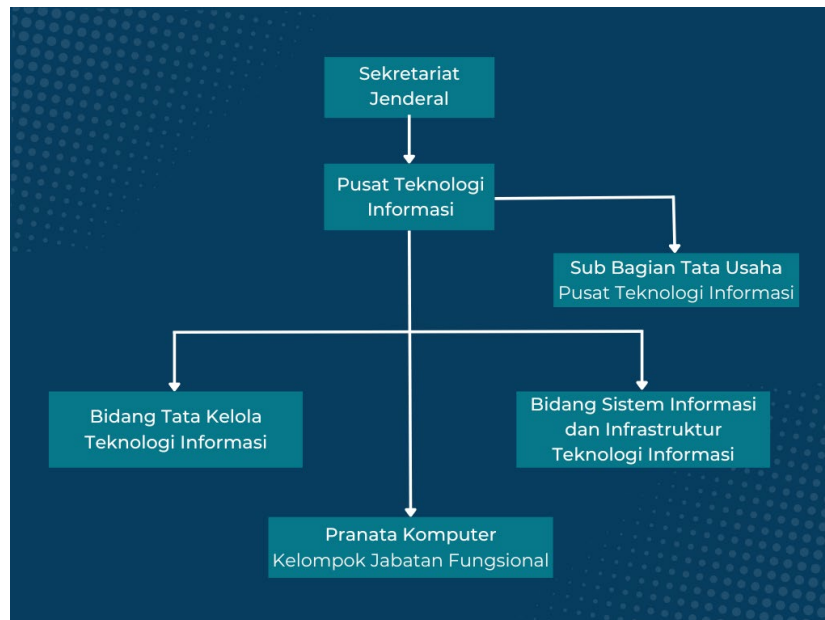 Sekretariat
Jenderal
Pusat Teknologi
Informasi
Sub Bagian Tata Usaha
Pusat Teknologi Informasi
Bidang Tata Kelola
Teknologi Informasi
Bidang Sistem Informasi
dan Infrastruktur
Teknologi Informasi
Pranata Komputer
Kelompok Jabatan Fungsional